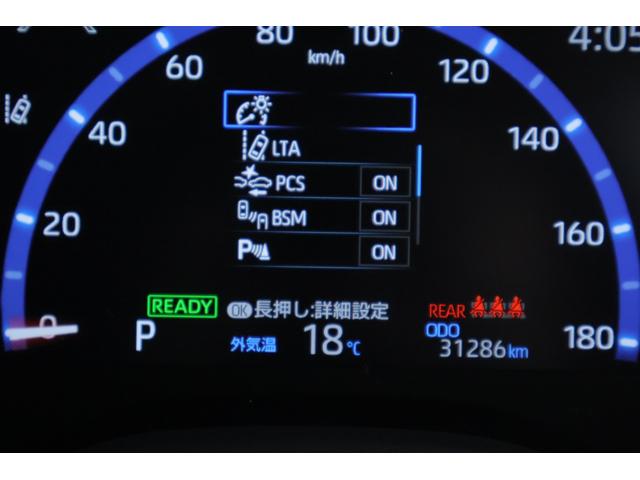 80 100 4:05
60 km/h 120
40 LTA 140
PCS ON
20 BSM ON 160
P ON
READY OK 長押し:詳細設定 REAR
0 P 外気温 18℃ ODO 180
31286km